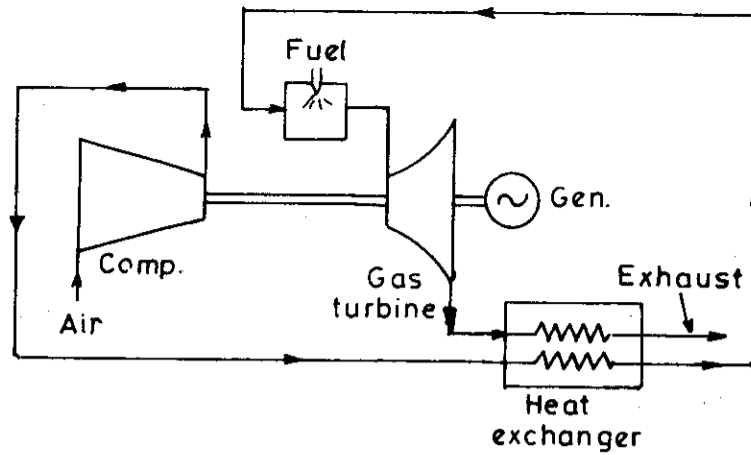 Fuel
Comp.
Air
Gen.
Gas
turbine
Exhaust
Heat
exchanger